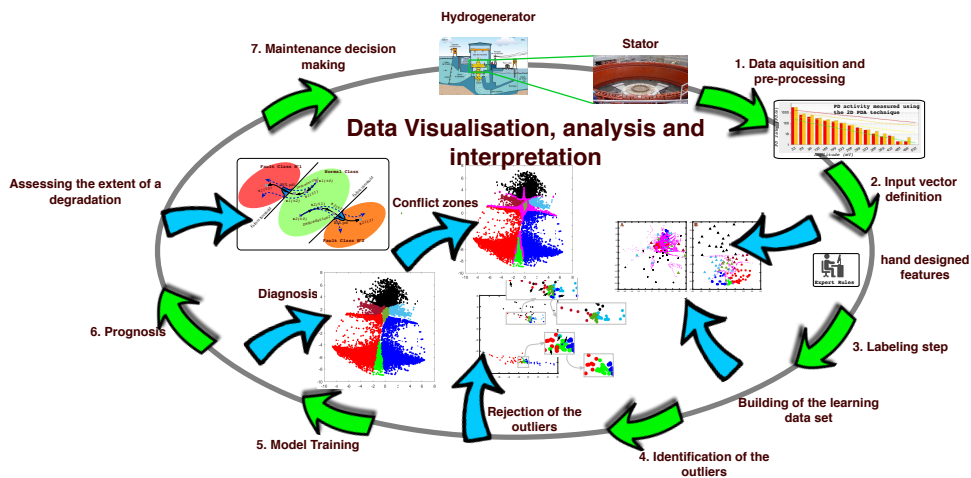 Hydrogenerator
Stator
7. Maintenance decision
making
1. Data aquisition and
pre-processing
PD activity measured using
the 2D PDA technique
Data Visualisation, analysis and
interpretation
Fault Class N°1
Normal Class
Fault Class N°2
Assessing the extent of a
degradation
Conflict zones
2. Input vector
definition
hand designed
features
Expert Rules
Diagnosis
6. Prognosis
3. Labeling step
Building of the learning
data set
Rejection of the
outliers
5. Model Training
4. Identification of the
outliers